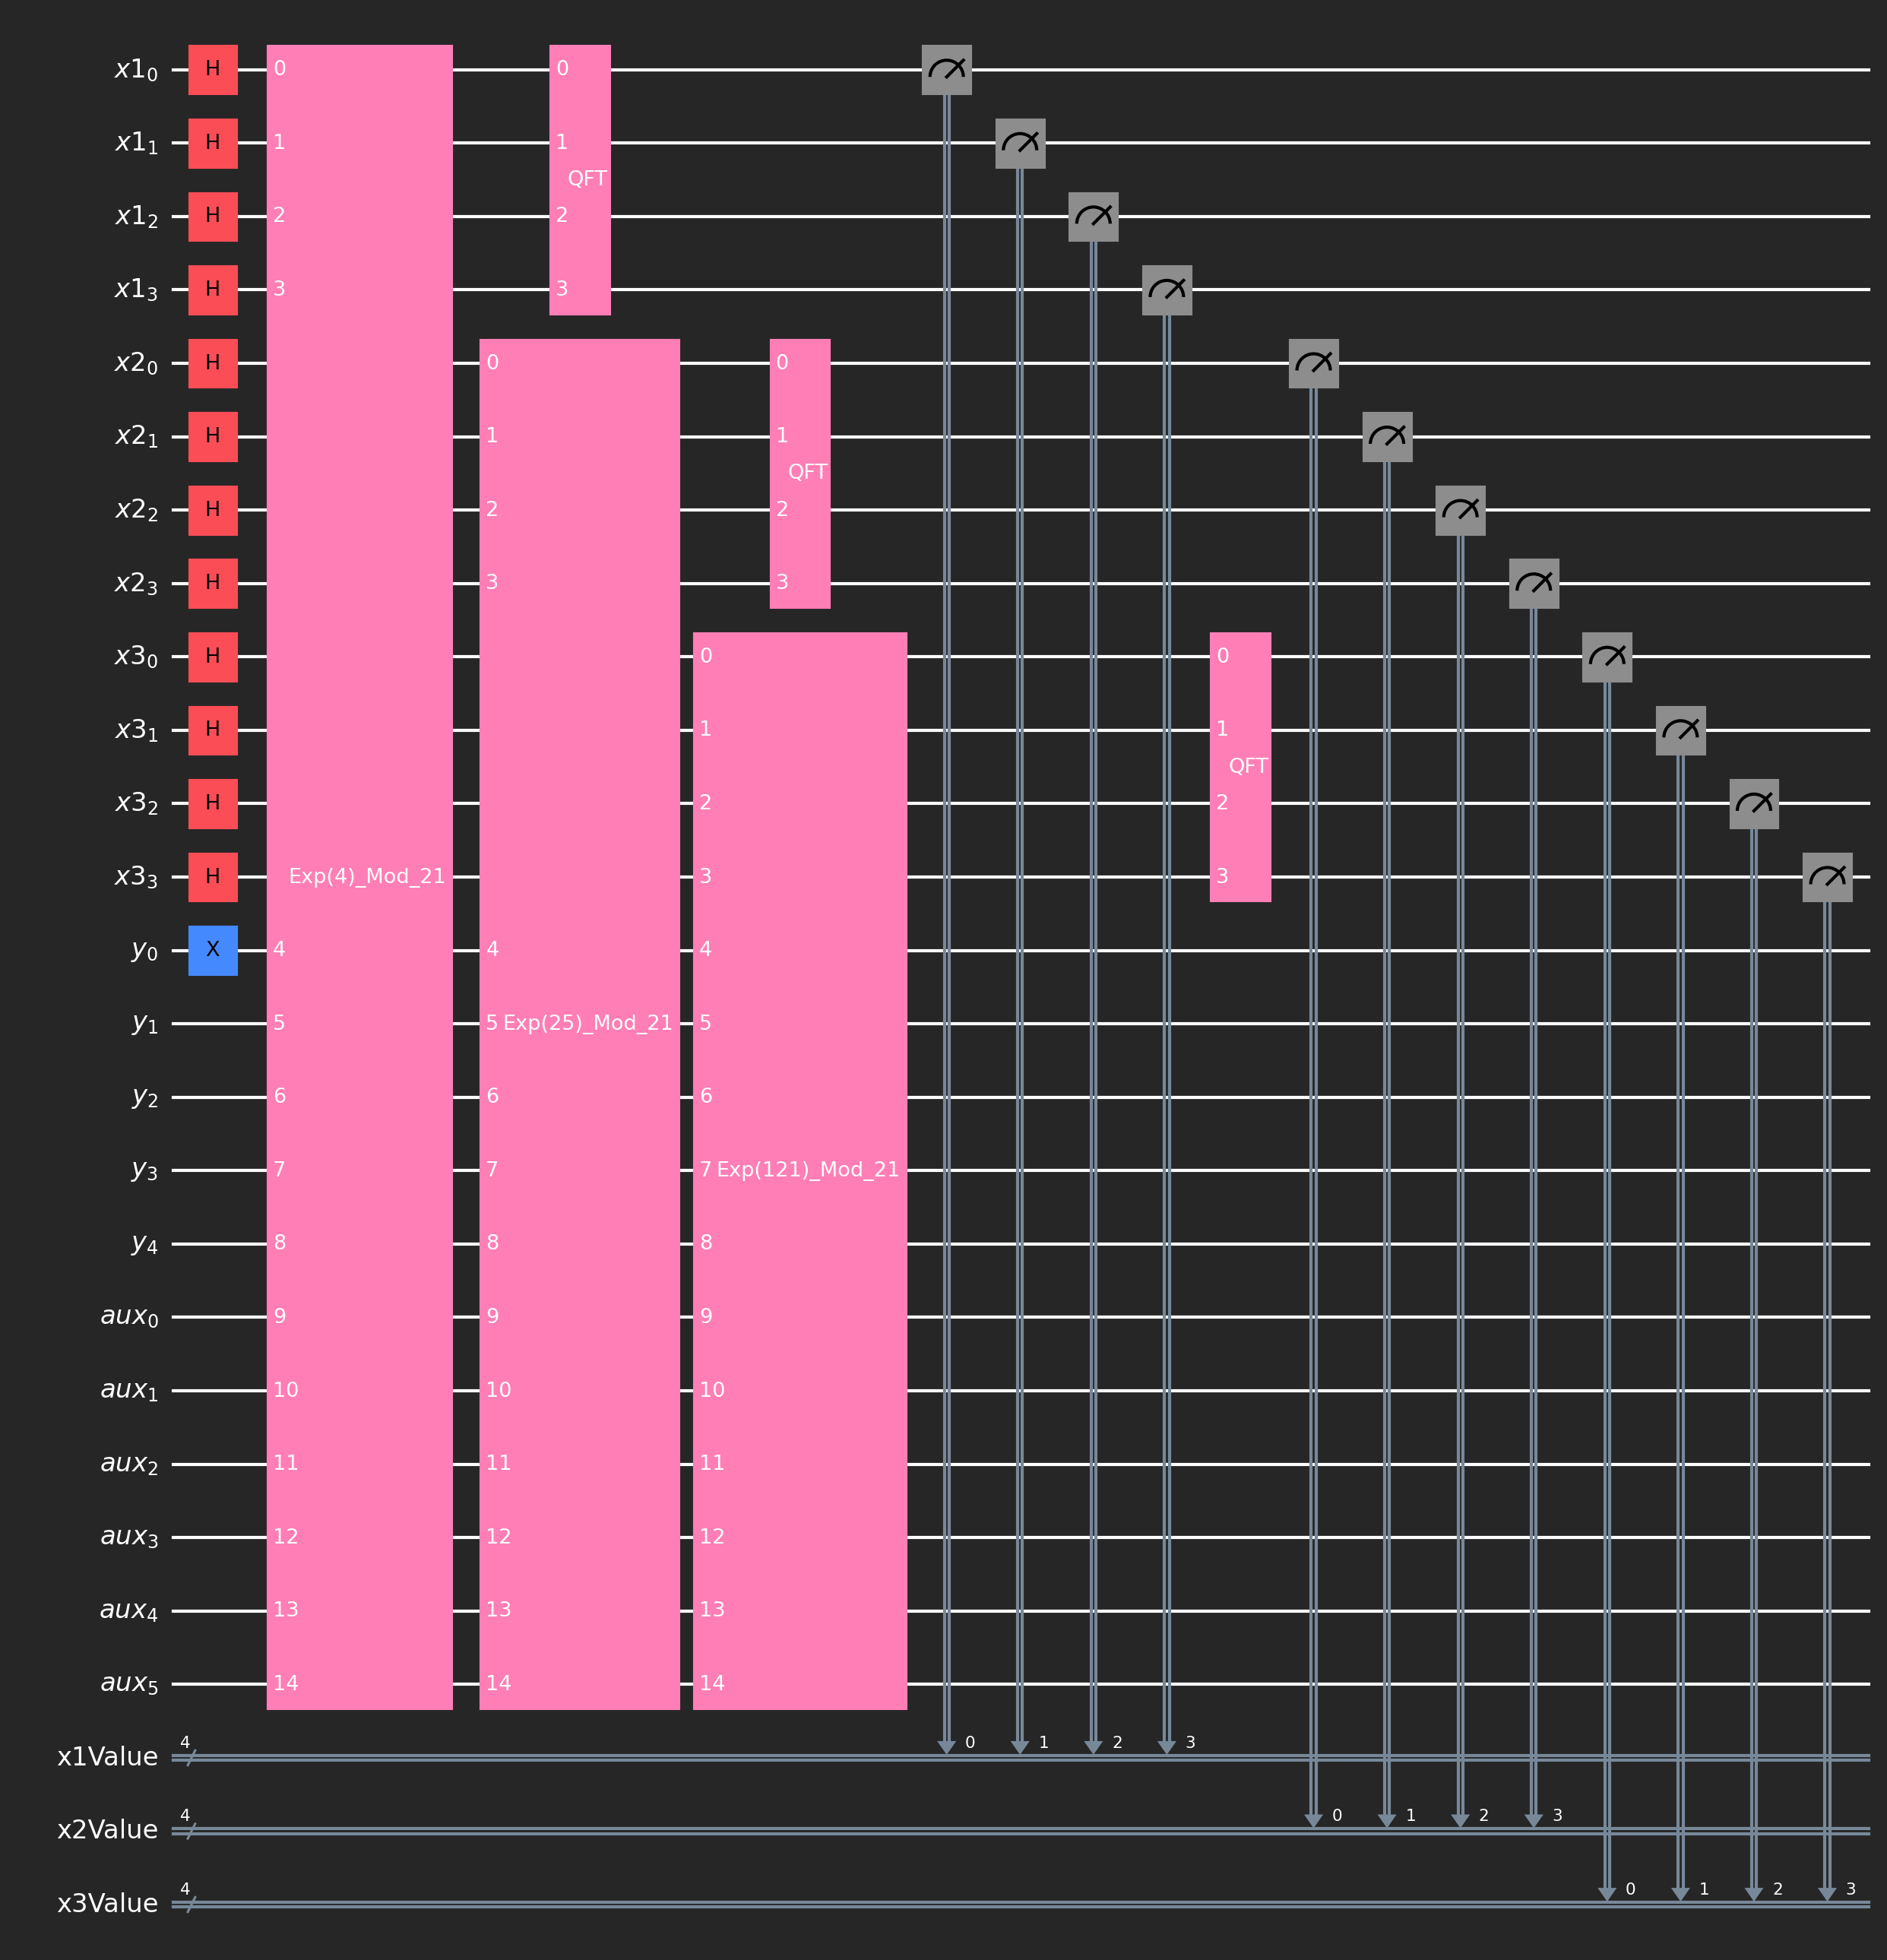 x1₀ H 0 0
x1₁ H 1 1
QFT
x1₂ H 2 2
x1₃ H 3 3
x2₀ H 0 0
x2₁ H 1 1
QFT
x2₂ H 2 2
x2₃ H 3 3
x3₀ H 0 0
x3₁ H 1 1
QFT
x3₂ H 2 2
x3₃ H Exp(4)_Mod_21 3 3
y₀ X 4 4 4
y₁ 5 5 Exp(25)_Mod_21 5
y₂ 6 6 6
y₃ 7 7 7 Exp(121)_Mod_21
y₄ 8 8 8
aux₀ 9 9 9
aux₁ 10 10 10
aux₂ 11 11 11
aux₃ 12 12 12
aux₄ 13 13 13
aux₅ 14 14 14
x1Value 4 0 1 2 3
x2Value 4 0 1 2 3
x3Value 4 0 1 2 3